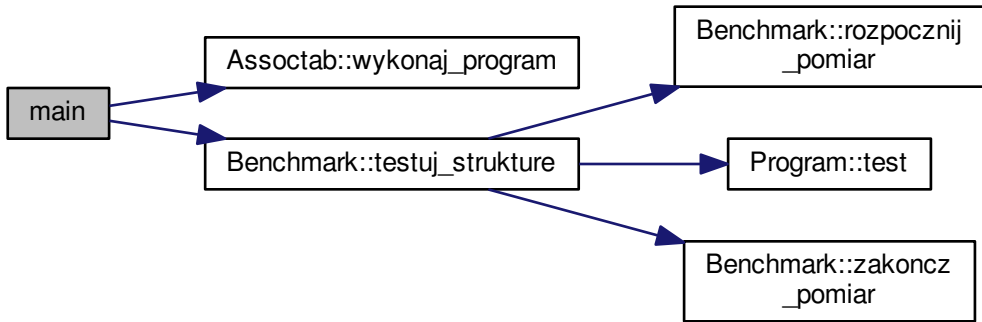 main
Assoctab::wykonaj_program
Benchmark::testuj_strukture
Benchmark::rozpocznij
_pomiar
Program::test
Benchmark::zakoncz
_pomiar